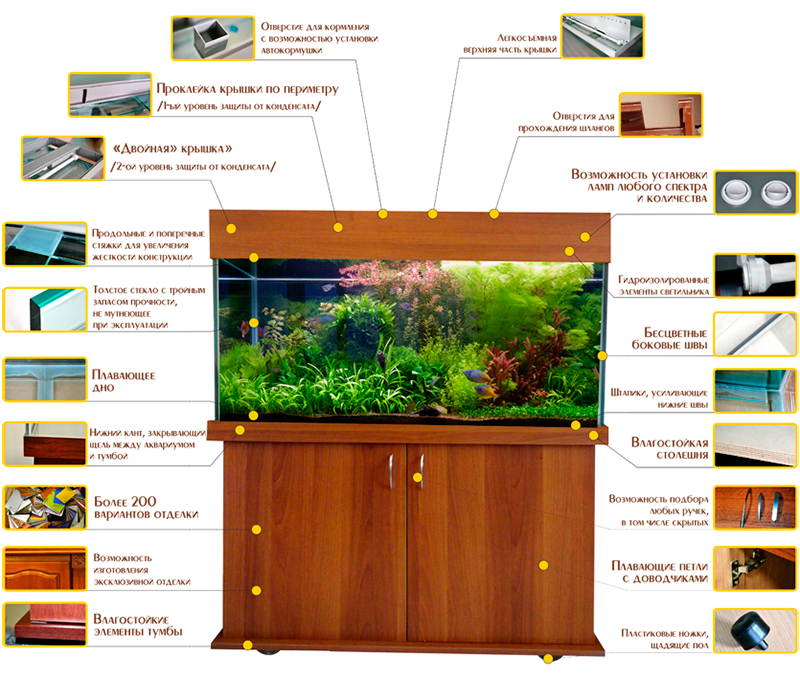 Отверстие для кормления
с возможностью установки
автокормушки
Легкосъемная
верхняя часть крышки
Проклейка крышки по периметру
/1-ый уровень защиты от конденсата/
Отверстия для
прохождения шлангов
«Двойная» крышка»
/2-ой уровень защиты от конденсата/
Возможность установки
ламп любого спектра
и количества
Продольные и поперечные
стяжки для увеличения
жесткости конструкции
Гидроизолированные
элементы светильника
Толстое стекло с тройным
запасом прочности,
не мутнеющее
при эксплуатации
Бесцветные
боковые швы
Плавающее
дно
Штапики, усиливающие
нижние швы
Нижний кант, закрывающий
щель между аквариумом
и тумбой
Влагостойкая
столешня
Более 200
вариантов отделки
Возможность подбора
любых ручек,
в том числе скрытых
Возможность
изготовления
эксклюзивной отделки
Плавающие петли
с доводчиками
Влагостойкие
элементы тумбы
Пластиковые ножки,
щадящие пол